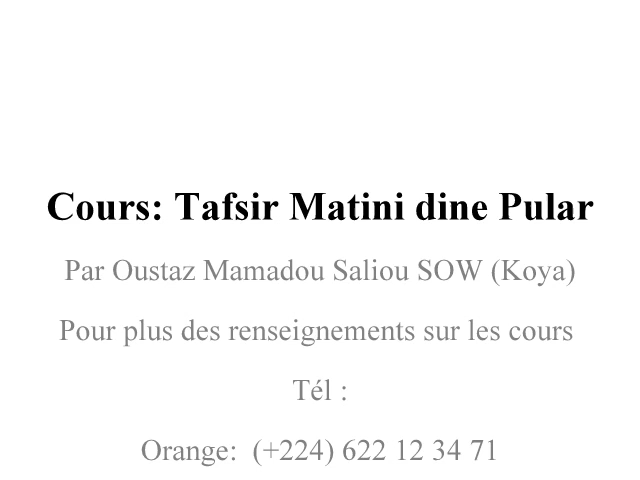 Cours: Tafsir Matini dine Pular
Par Oustaz Mamadou Saliou SOW (Koya)
Pour plus des renseignements sur les cours
Tél :
Orange:  (+224) 622 12 34 71